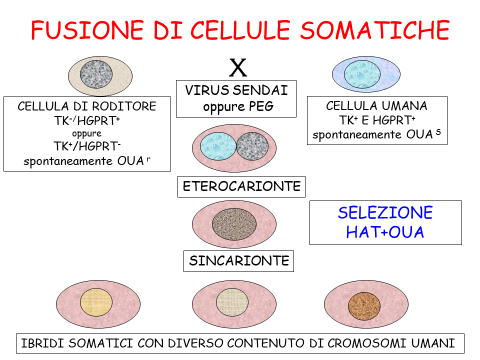 FUSIONE DI CELLULE SOMATICHE
X
CELLULA DI RODITORE
TK⁻/HGPRT⁺
oppure
TK⁺/HGPRT⁻
spontaneamente OUA ʳ
VIRUS SENDAI
oppure PEG
CELLULA UMANA
TK⁺ E HGPRT⁺
spontaneamente OUA ˢ
ETEROCARIONTE
SELEZIONE
HAT+OUA
SINCARIONTE
IBRIDI SOMATICI CON DIVERSO CONTENUTO DI CROMOSOMI UMANI